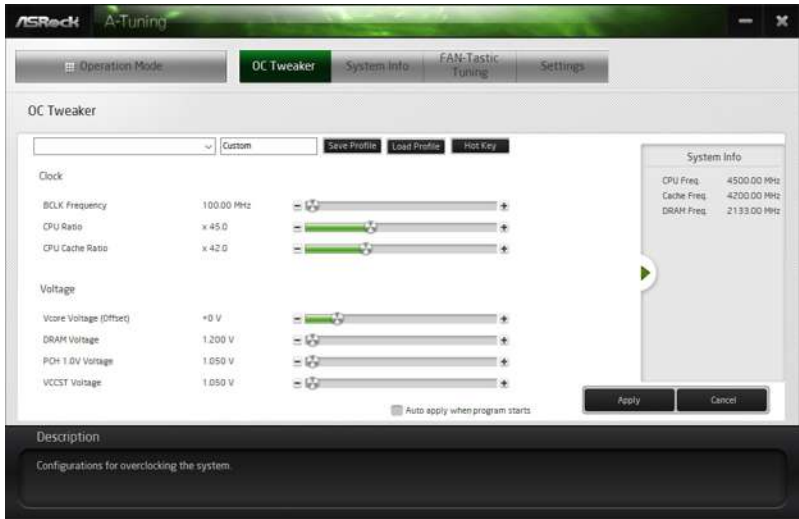 ASRock A-Tuning
Operation Mode
OC Tweaker
System Info
FAN-Tastic
Tuning
Settings
OC Tweaker
Custom
Save Profile
Load Profile
Hot Key
Clock
BCLK Frequency 100.00 MHz
CPU Ratio x 45.0
CPU Cache Ratio x 42.0
Voltage
Vcore Voltage (Offset) +0 V
DRAM Voltage 1.200 V
PCH 1.0V Voltage 1.050 V
VCCST Voltage 1.050 V
Auto apply when program starts
System Info
CPU Freq. 4500.00 MHz
Cache Freq. 4200.00 MHz
DRAM Freq. 2133.00 MHz
Apply
Cancel
Description
Configurations for overclocking the system.